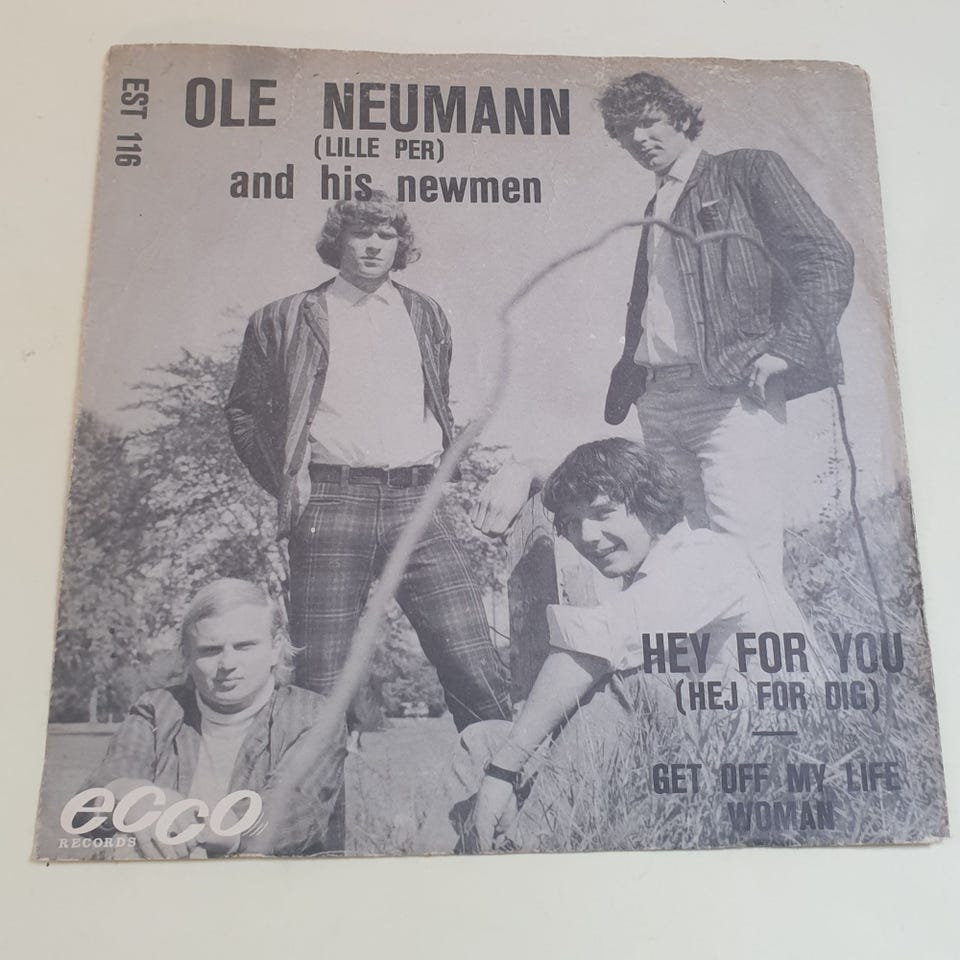 EST 116
OLE NEUMANN
(LILLE PER)
and his newmen
HEY FOR YOU
(HEJ FOR DIG)
—
GET OFF MY LIFE
WOMAN
ecco
RECORDS